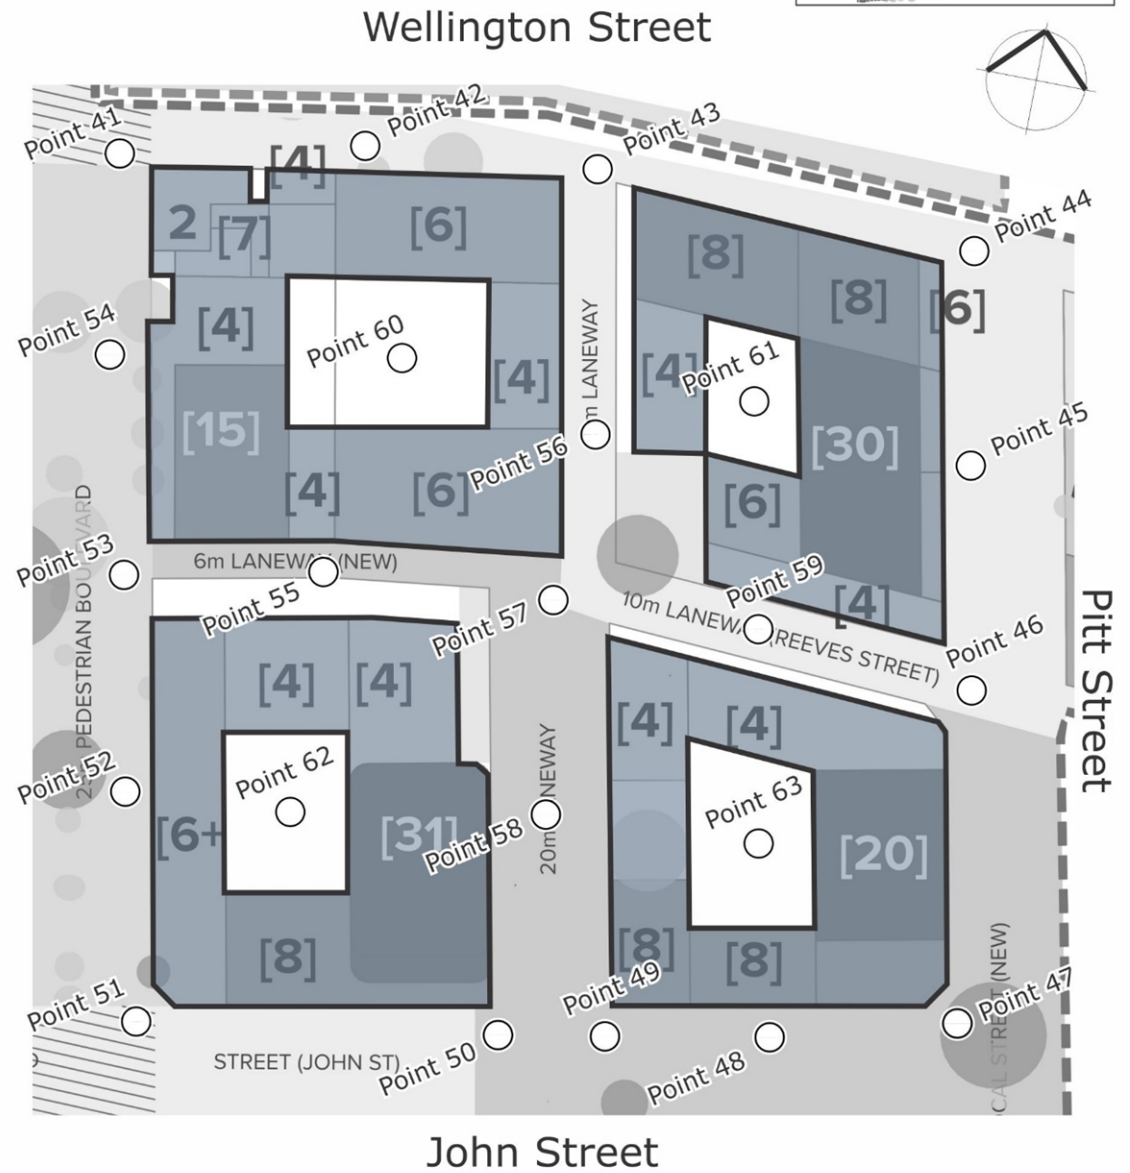 Wellington Street
Point 41
Point 42
Point 43
Point 44
[4]
2
[7]
[6]
[8]
[8]
[6]
Point 54
[4]
Point 60
[4]
[4]
Point 61
LANEWAY
[15]
[30]
Point 45
Point 56
[4]
[6]
[6]
PEDESTRIAN
Point 53
6m LANEWAY (NEW)
Point 55
Point 57
10m (REEVES STREET)
Point 59
[4]
Point 46
Pitt Street
[4]
[4]
[4]
[4]
Point 52
Point 62
Point 63
[6+
[31]
Point 58
20m
[20]
[8]
[8]
[8]
Point 51
Point 49
Point 47
(NEW)
STREET (JOHN ST)
Point 50
Point 48
John Street